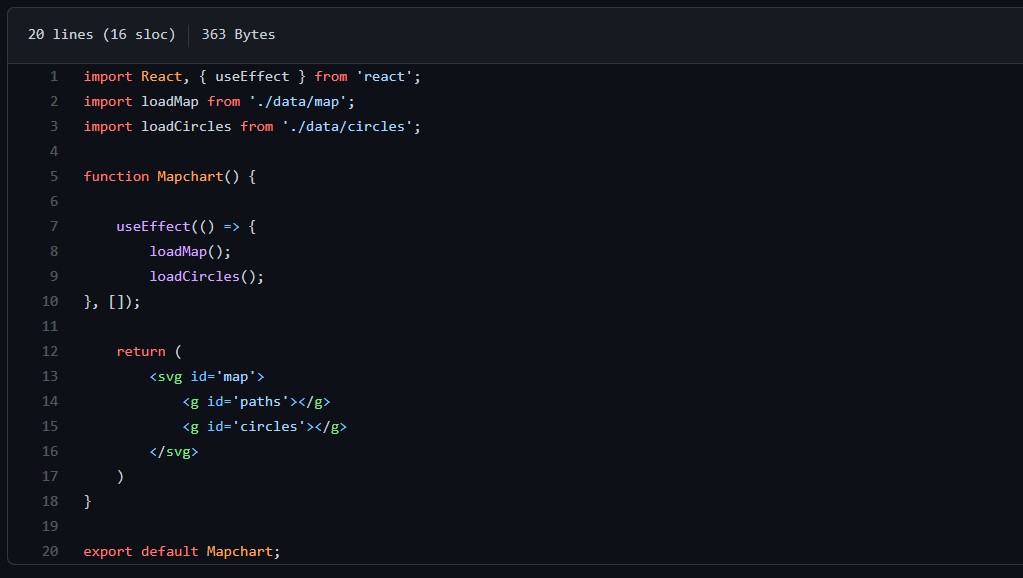 20 lines (16 sloc) 363 Bytes
1 import React, { useEffect } from 'react';
2 import loadMap from './data/map';
3 import loadCircles from './data/circles';
4
5 function Mapchart() {
6
7     useEffect(() => {
8         loadMap();
9         loadCircles();
10 }, []);
11
12     return (
13         <svg id='map'>
14             <g id='paths'></g>
15             <g id='circles'></g>
16         </svg>
17     )
18 }
19
20 export default Mapchart;